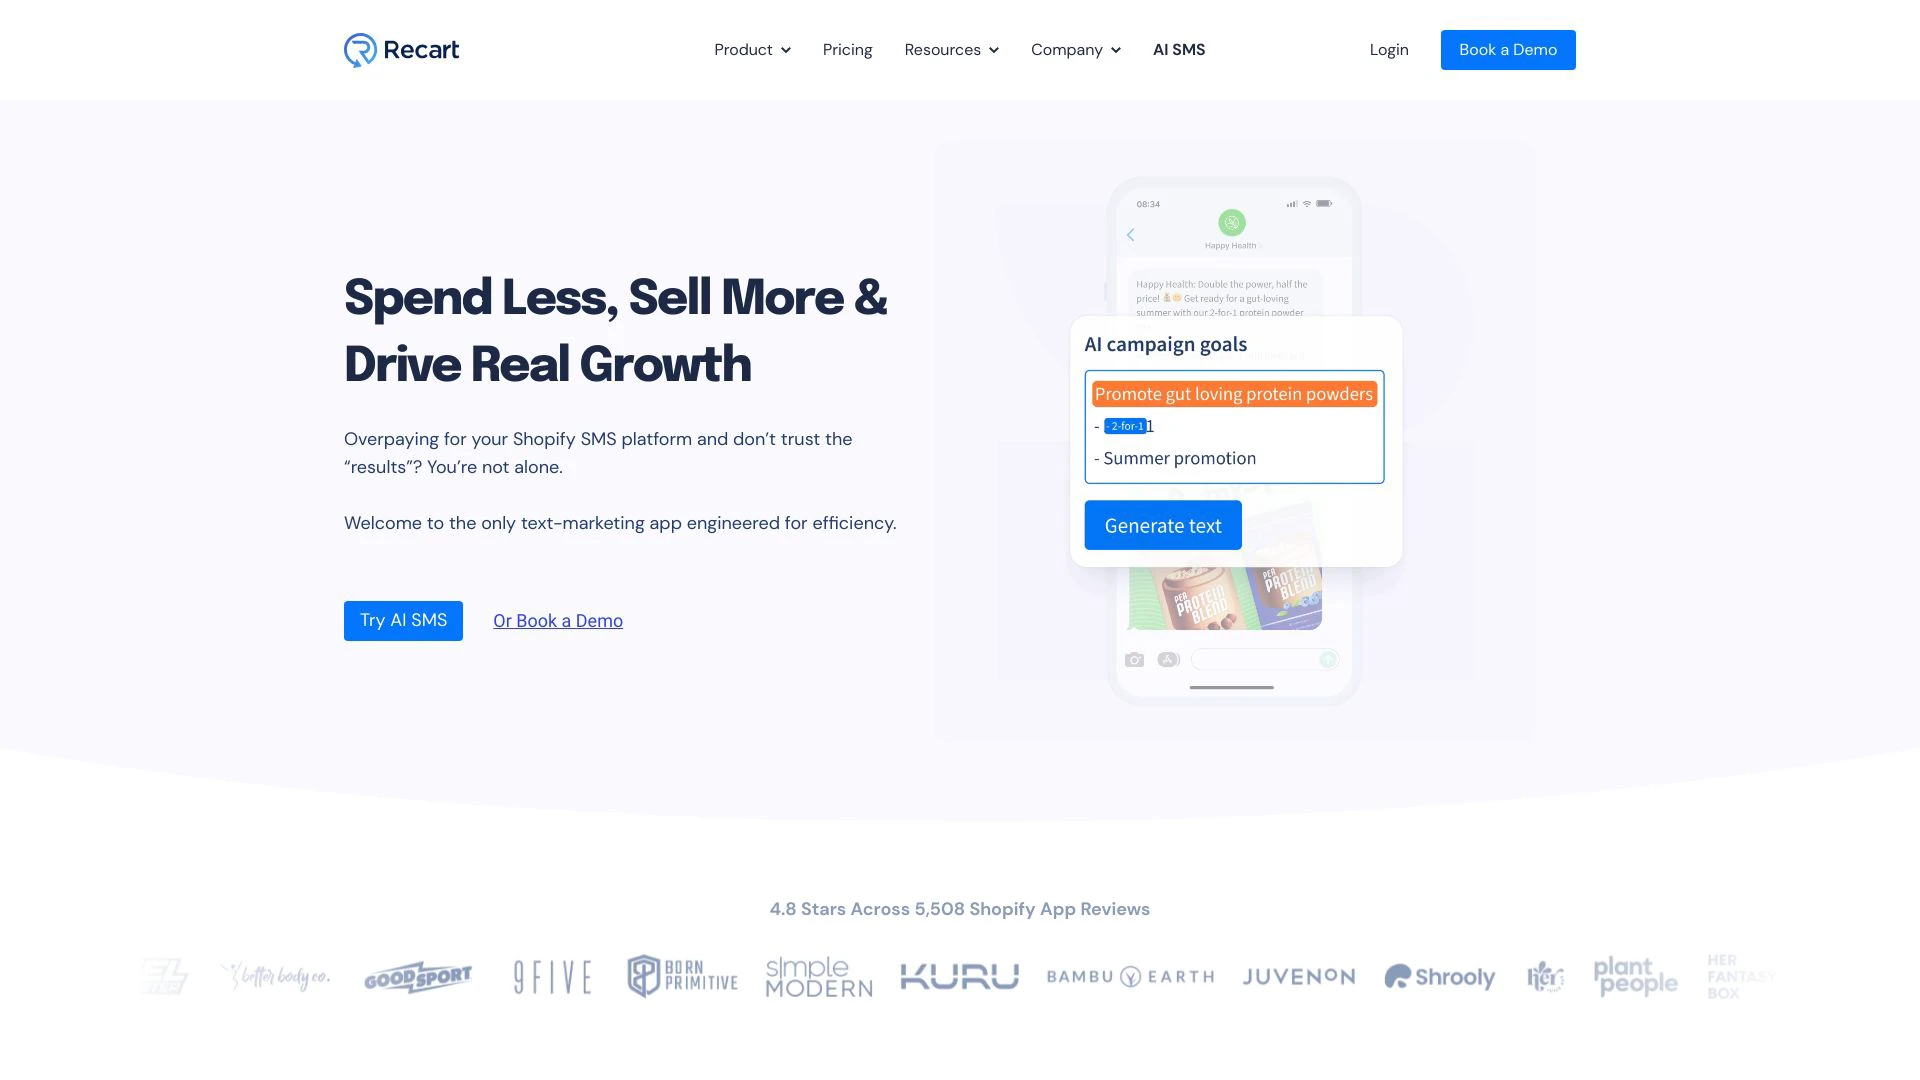 Recart
Product
Pricing
Resources
Company
AI SMS
Login
Book a Demo
Spend Less, Sell More &
Drive Real Growth
Overpaying for your Shopify SMS platform and don’t trust the
“results”? You’re not alone.
Welcome to the only text-marketing app engineered for efficiency.
Try AI SMS
Or Book a Demo
08:34
Happy Health
Happy Health: Double the power, half the
price! Get ready for a gut-loving
summer with our 2-for-1 protein powder
AI campaign goals
Promote gut loving protein powders
- - 2-for-1 1
- Summer promotion
Generate text
PROTEIN
BLEND
PROTEIN
BLEND
4.8 Stars Across 5,508 Shopify App Reviews
better body co.
GOODSPORT
9FIVE
BORN
PRIMITIVE
simple
MODERN
KURU
BAMBU EARTH
JUVENON
Shrooly
her
plant
people
HER
FANTASY
BOX